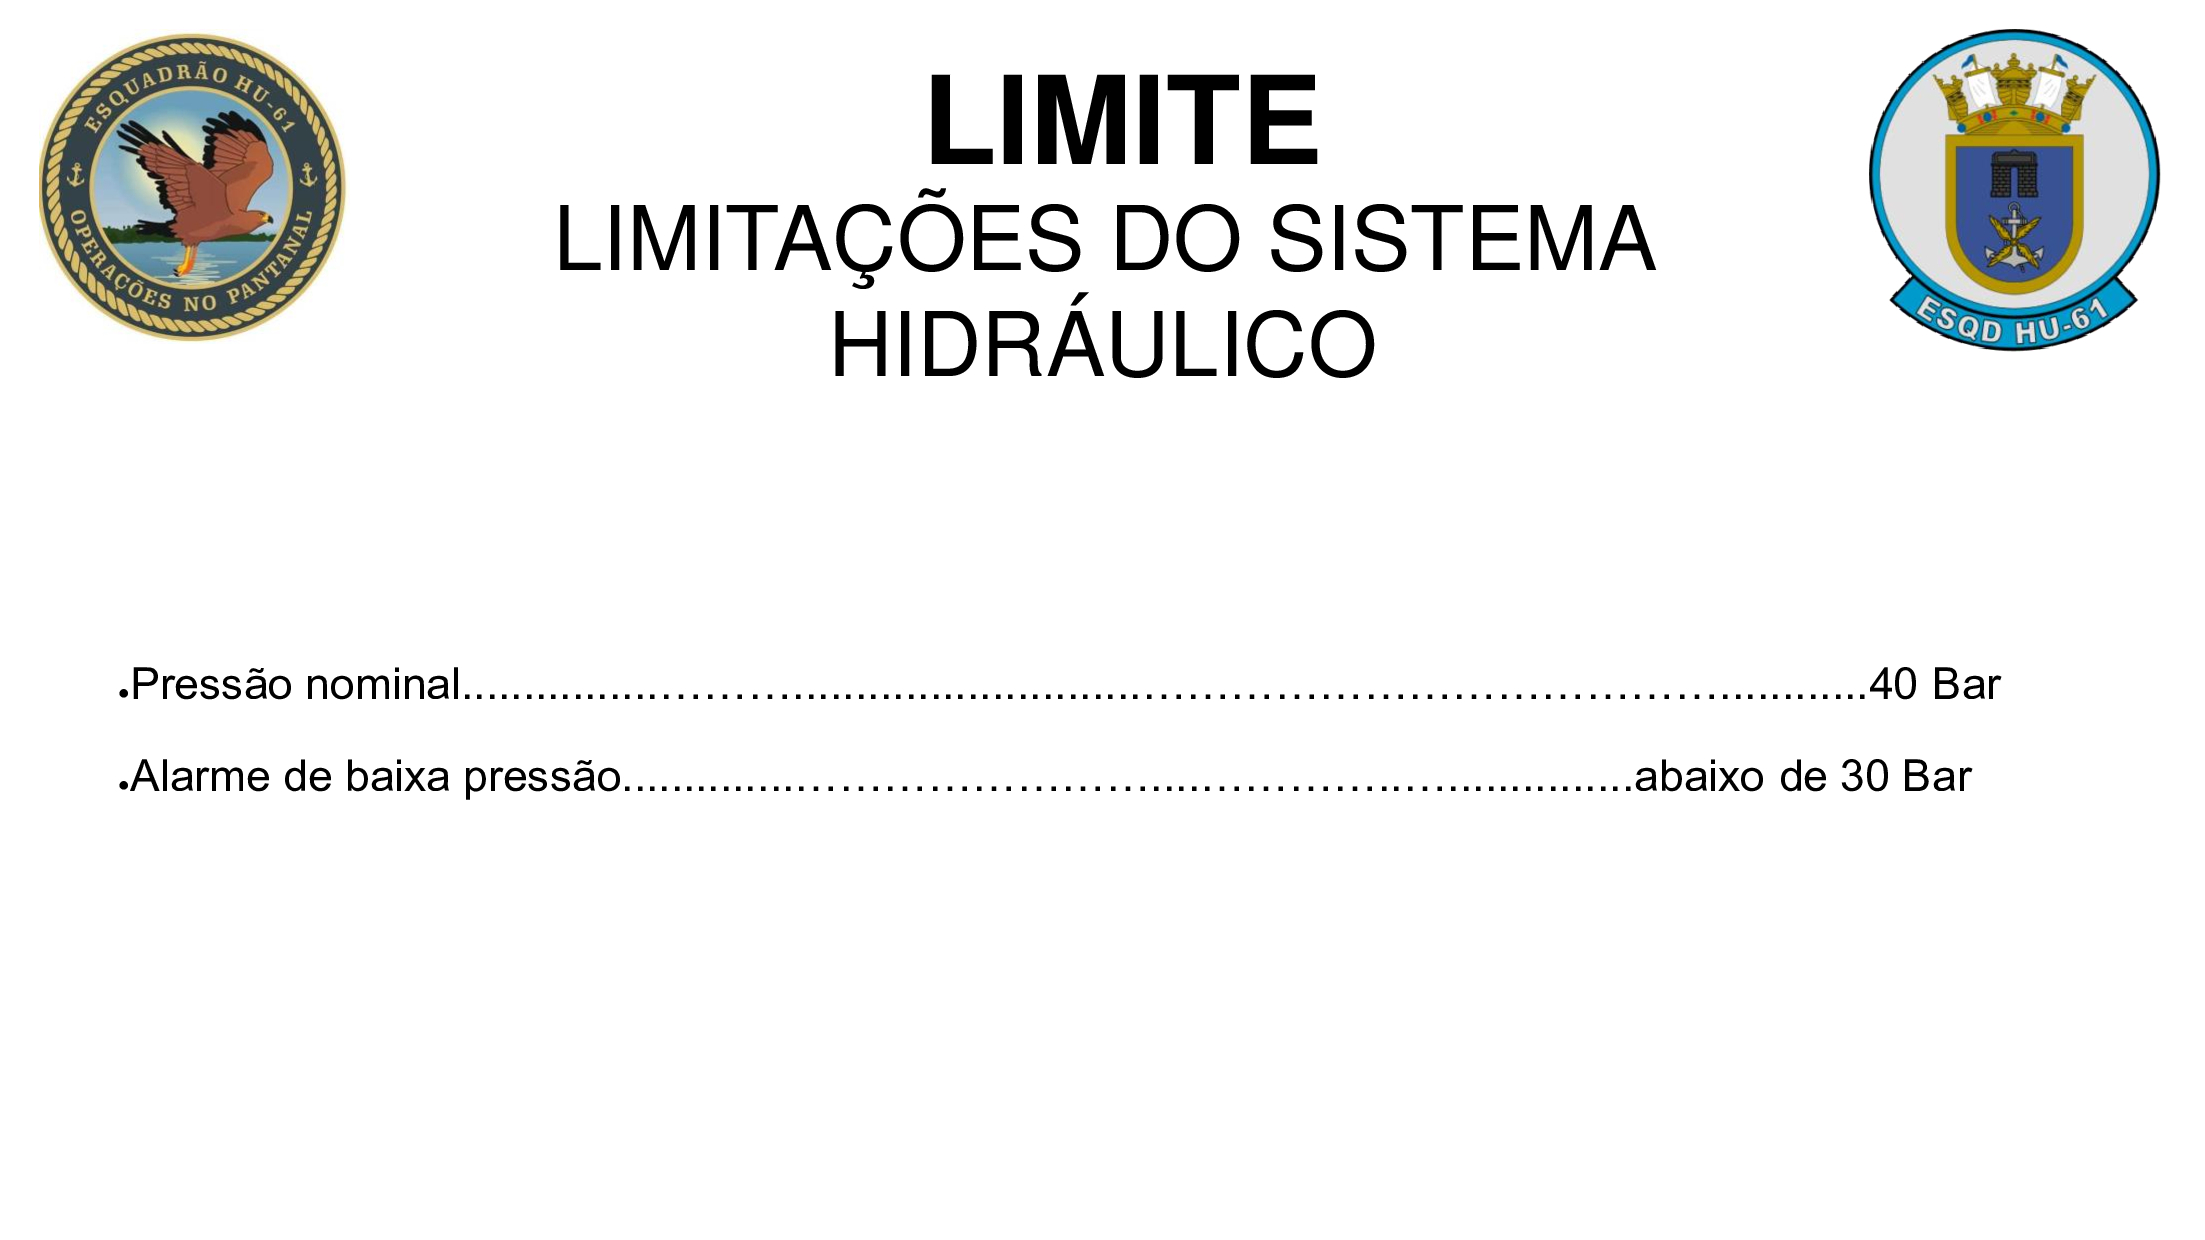 ESQUADRÃO HU-61
OPERAÇÕES NO PANTANAL
LIMITE
LIMITAÇÕES DO SISTEMA
HIDRÁULICO
ESQD HU-61
●Pressão nominal................………...........................…………………………………............40 Bar
●Alarme de baixa pressão...............……………………….....…………..…...............abaixo de 30 Bar